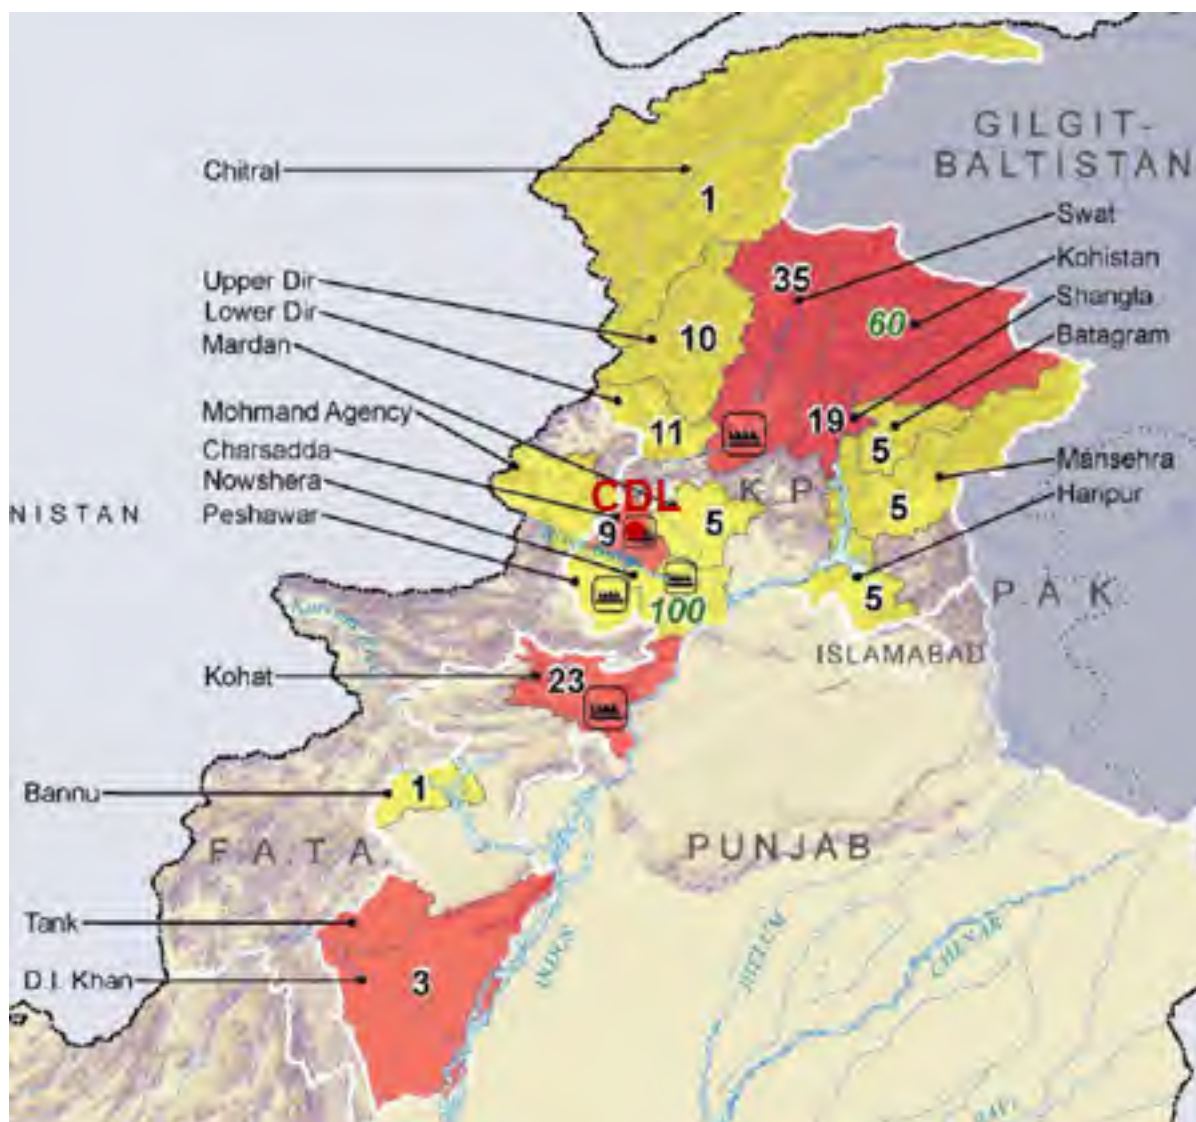 GILGIT-
BALTISTAN
Chitral
1
Swat
35
Kohistan
Upper Dir
Shangla
Lower Dir
60
Batagram
10
Mardan
Mohmand Agency
19
11
5
Charsadda
Mansehra
Nowshera
CDL
K P
Haripur
NISTAN
Peshawar
9
5
5
100
5
P A K.
ISLAMABAD
Kohat
23
Bannu
1
F.A.T.A.
PUNJAB
Tank
INDUS
JHELUM
CHENAB
D.I. Khan
3